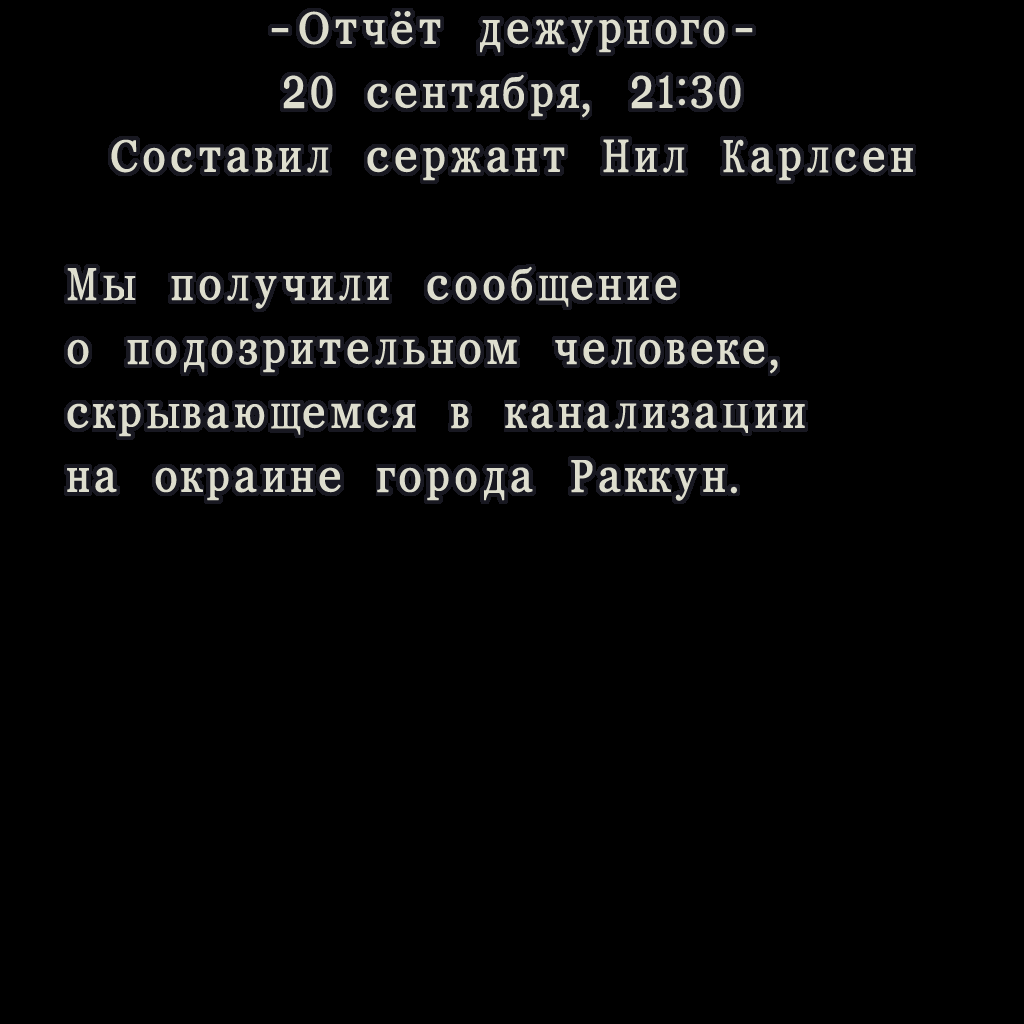 -Отчёт дежурного-
20 сентября, 21:30
Составил сержант Нил Карлсен
Мы получили сообщение
о подозрительном человеке,
скрывающемся в канализации
на окраине города Раккун.